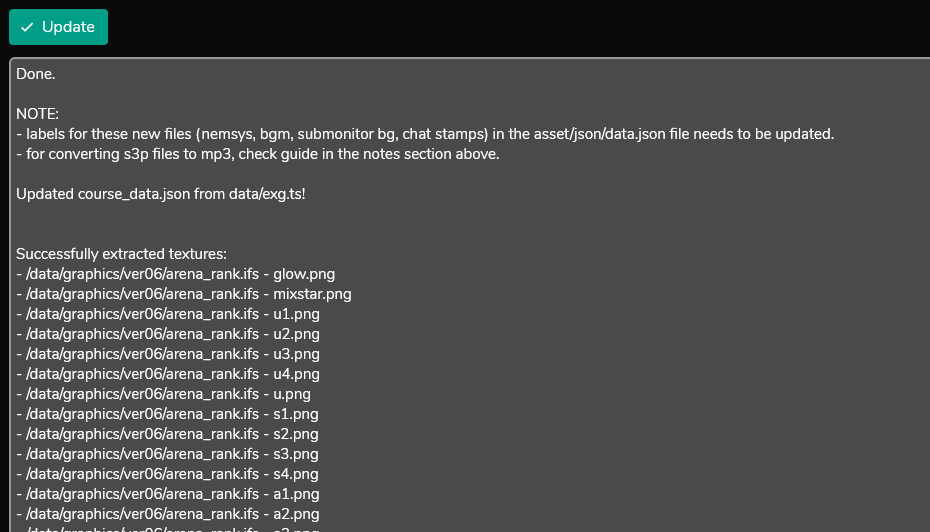 Update
Done.
NOTE:
- labels for these new files (nemsys, bgm, submonitor bg, chat stamps) in the asset/json/data.json file needs to be updated.
- for converting s3p files to mp3, check guide in the notes section above.
Updated course_data.json from data/exg.ts!
Successfully extracted textures:
- /data/graphics/ver06/arena_rank.ifs - glow.png
- /data/graphics/ver06/arena_rank.ifs - mixstar.png
- /data/graphics/ver06/arena_rank.ifs - u1.png
- /data/graphics/ver06/arena_rank.ifs - u2.png
- /data/graphics/ver06/arena_rank.ifs - u3.png
- /data/graphics/ver06/arena_rank.ifs - u4.png
- /data/graphics/ver06/arena_rank.ifs - u.png
- /data/graphics/ver06/arena_rank.ifs - s1.png
- /data/graphics/ver06/arena_rank.ifs - s2.png
- /data/graphics/ver06/arena_rank.ifs - s3.png
- /data/graphics/ver06/arena_rank.ifs - s4.png
- /data/graphics/ver06/arena_rank.ifs - a1.png
- /data/graphics/ver06/arena_rank.ifs - a2.png